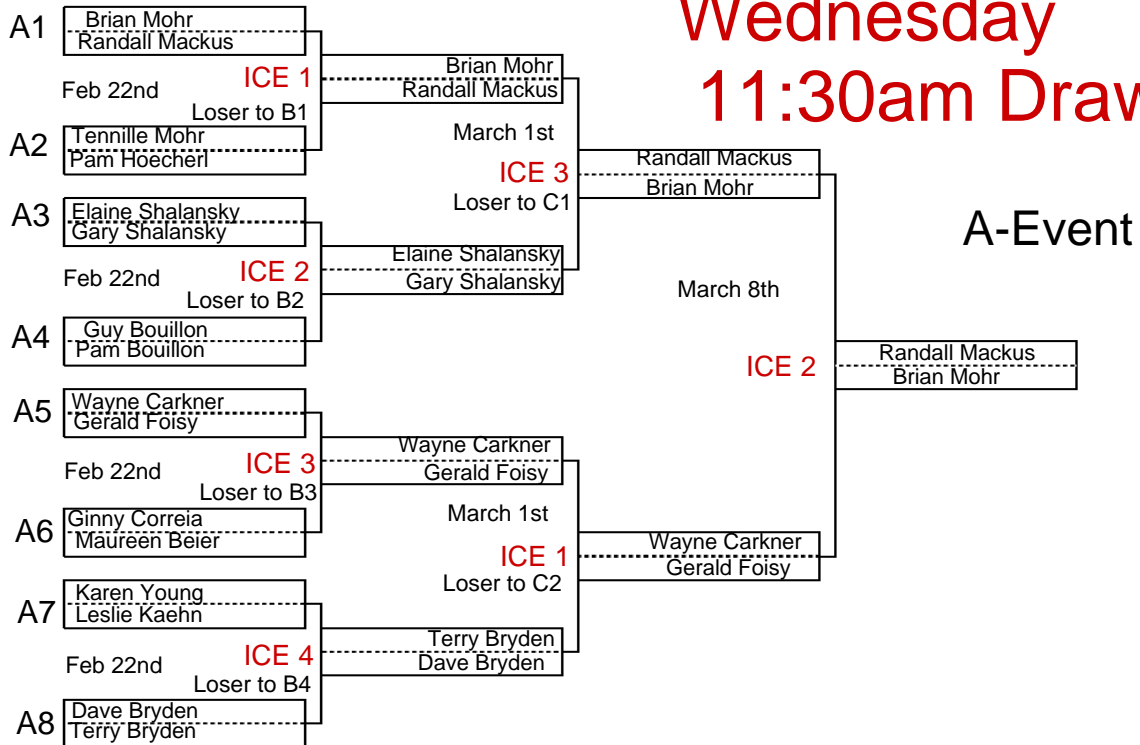 Wednesday
11:30am Draw
A-Event
A1
Brian Mohr
Randall Mackus
Feb 22nd
ICE 1
Loser to B1
A2
Tennille Mohr
Pam Hoecherl
A3
Elaine Shalansky
Gary Shalansky
Feb 22nd
ICE 2
Loser to B2
A4
Guy Bouillon
Pam Bouillon
A5
Wayne Carkner
Gerald Foisy
Feb 22nd
ICE 3
Loser to B3
A6
Ginny Correia
Maureen Beier
A7
Karen Young
Leslie Kaehn
Feb 22nd
ICE 4
Loser to B4
A8
Dave Bryden
Terry Bryden
Brian Mohr
Randall Mackus
March 1st
ICE 3
Loser to C1
Elaine Shalansky
Gary Shalansky
Wayne Carkner
Gerald Foisy
March 1st
ICE 1
Loser to C2
Terry Bryden
Dave Bryden
Randall Mackus
Brian Mohr
March 8th
ICE 2
Wayne Carkner
Gerald Foisy
Randall Mackus
Brian Mohr